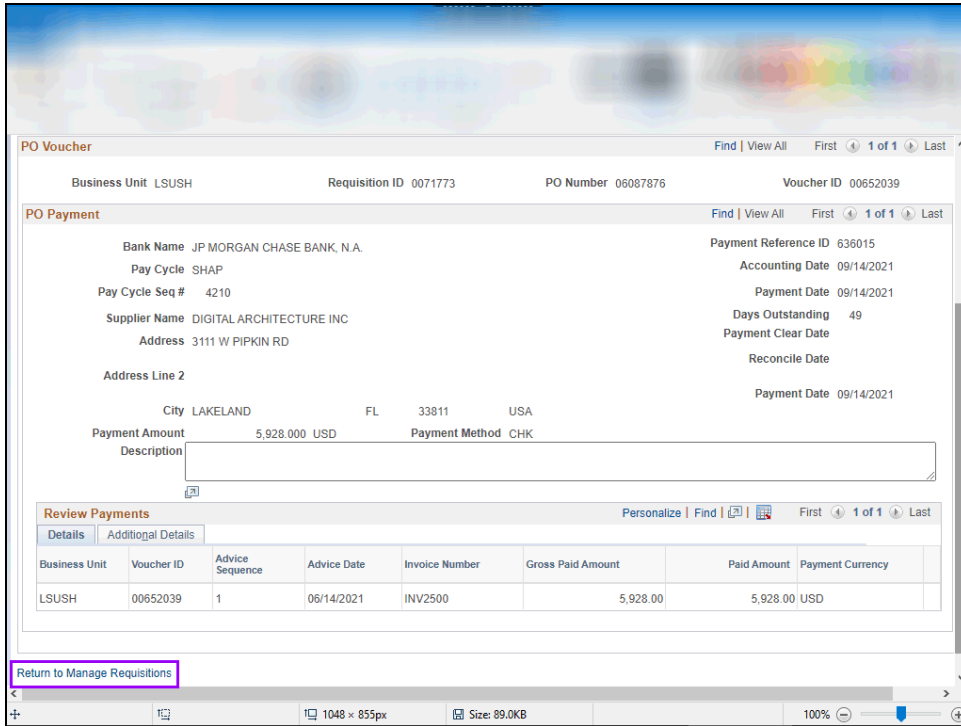 PO Voucher Find | View All First 1 of 1 Last
Business Unit LSUSH Requisition ID 0071773 PO Number 06087876 Voucher ID 00652039
PO Payment Find | View All First 1 of 1 Last
Bank Name JP MORGAN CHASE BANK, N.A. Payment Reference ID 636015
Pay Cycle SHAP Accounting Date 09/14/2021
Pay Cycle Seq # 4210 Payment Date 09/14/2021
Supplier Name DIGITAL ARCHITECTURE INC Days Outstanding 49
Payment Clear Date
Address 3111 W PIPKIN RD
Reconcile Date
Address Line 2
Payment Date 09/14/2021
City LAKELAND FL 33811 USA
Payment Amount 5,928.000 USD Payment Method CHK
Description
Review Payments Personalize | Find | First 1 of 1 Last
Details Additional Details
Business Unit Voucher ID Advice Sequence Advice Date Invoice Number Gross Paid Amount Paid Amount Payment Currency
LSUSH 00652039 1 06/14/2021 INV2500 5,928.00 5,928.00 USD
Return to Manage Requisitions
1048 × 855px Size: 89.0KB 100%